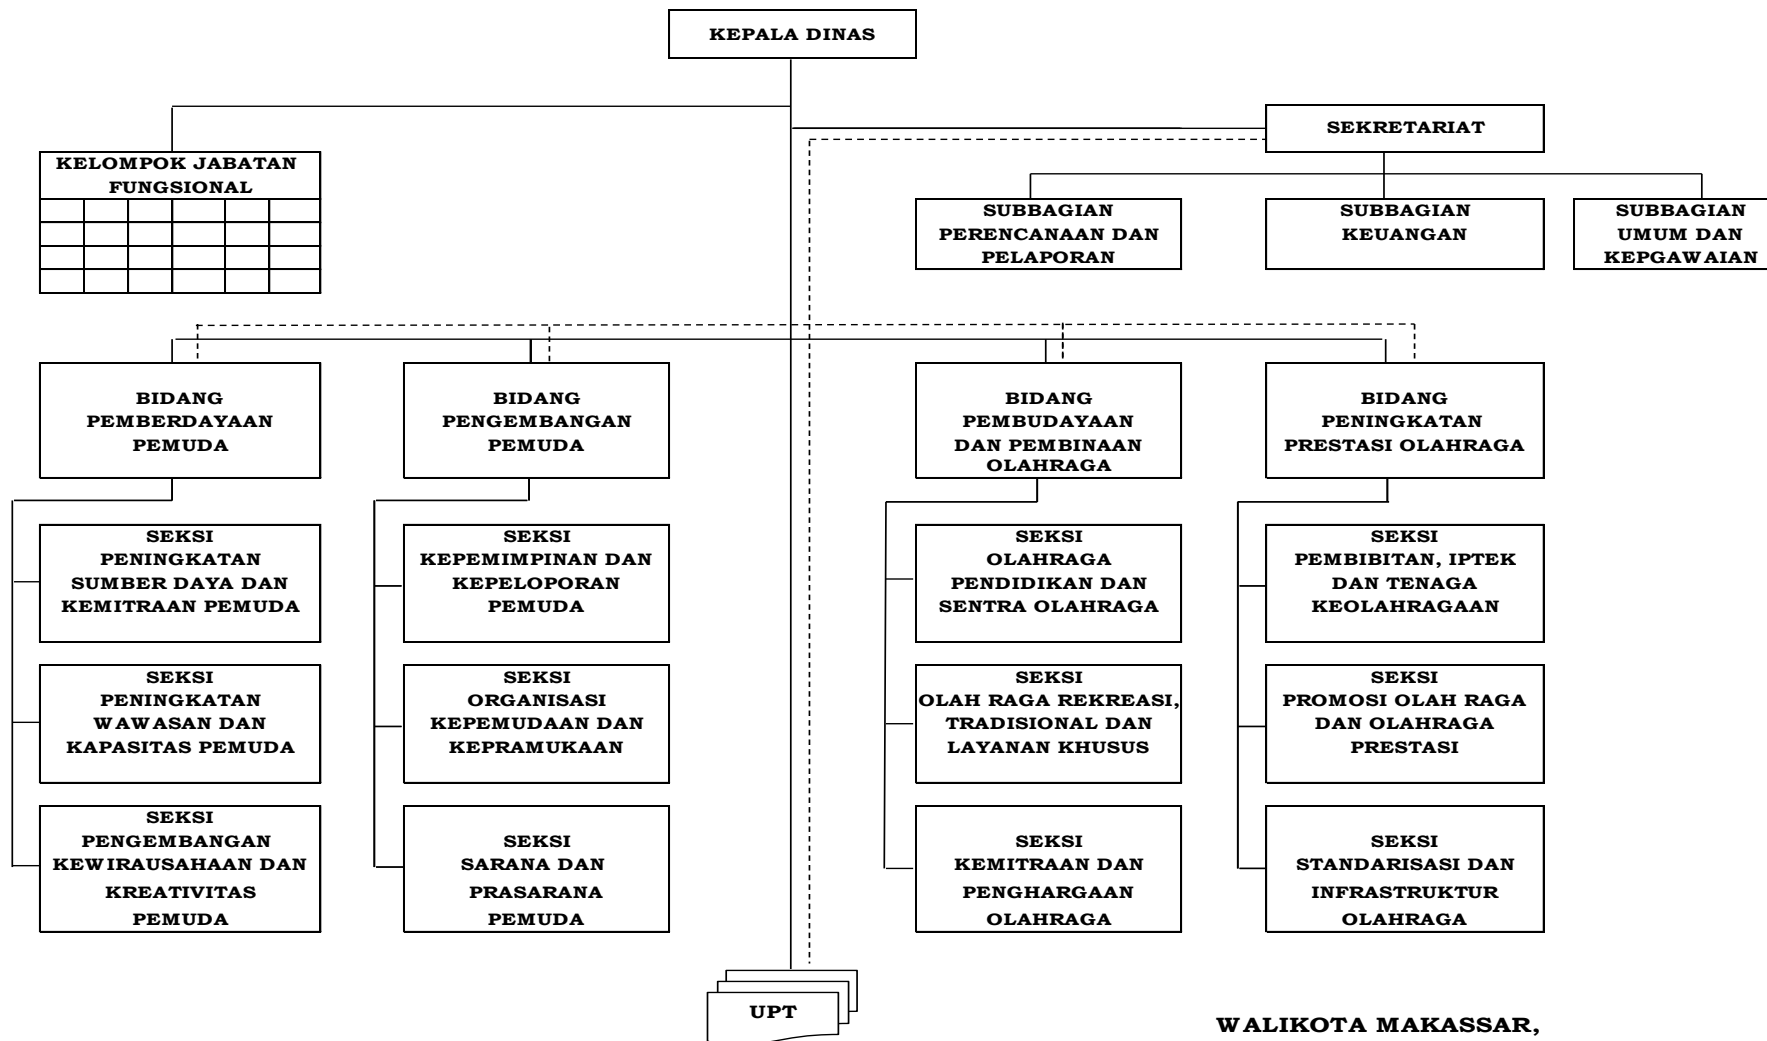 KEPALA DINAS
SEKRETARIAT
KELOMPOK JABATAN
FUNGSIONAL
SUBBAGIAN
PERENCANAAN DAN
PELAPORAN
SUBBAGIAN
KEUANGAN
SUBBAGIAN
UMUM DAN
KEPGAWAIAN
BIDANG
PEMBERDAYAAN
PEMUDA
BIDANG
PENGEMBANGAN
PEMUDA
BIDANG
PEMBUDAYAAN
DAN PEMBINAAN
OLAHRAGA
BIDANG
PENINGKATAN
PRESTASI OLAHRAGA
SEKSI
PENINGKATAN
SUMBER DAYA DAN
KEMITRAAN PEMUDA
SEKSI
KEPEMIMPINAN DAN
KEPELOPORAN
PEMUDA
SEKSI
OLAHRAGA
PENDIDIKAN DAN
SENTRA OLAHRAGA
SEKSI
PEMBIBITAN, IPTEK
DAN TENAGA
KEOLAHRAGAAN
SEKSI
PENINGKATAN
WAWASAN DAN
KAPASITAS PEMUDA
SEKSI
ORGANISASI
KEPEMUDAAN DAN
KEPRAMUKAAN
SEKSI
OLAH RAGA REKREASI,
TRADISIONAL DAN
LAYANAN KHUSUS
SEKSI
PROMOSI OLAH RAGA
DAN OLAHRAGA
PRESTASI
SEKSI
PENGEMBANGAN
KEWIRAUSAHAAN DAN
KREATIVITAS
PEMUDA
SEKSI
SARANA DAN
PRASARANA
PEMUDA
SEKSI
KEMITRAAN DAN
PENGHARGAAN
OLAHRAGA
SEKSI
STANDARISASI DAN
INFRASTRUKTUR
OLAHRAGA
UPT
WALIKOTA MAKASSAR,